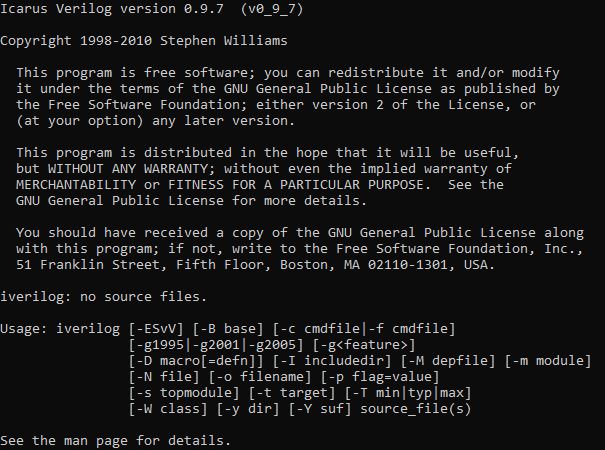 Icarus Verilog version 0.9.7  (v0_9_7)

Copyright 1998-2010 Stephen Williams

  This program is free software; you can redistribute it and/or modify
  it under the terms of the GNU General Public License as published by
  the Free Software Foundation; either version 2 of the License, or
  (at your option) any later version.

  This program is distributed in the hope that it will be useful,
  but WITHOUT ANY WARRANTY; without even the implied warranty of
  MERCHANTABILITY or FITNESS FOR A PARTICULAR PURPOSE.  See the
  GNU General Public License for more details.

  You should have received a copy of the GNU General Public License along
  with this program; if not, write to the Free Software Foundation, Inc.,
  51 Franklin Street, Fifth Floor, Boston, MA 02110-1301, USA.

iverilog: no source files.

Usage: iverilog [-ESvV] [-B base] [-c cmdfile|-f cmdfile]
                [-g1995|-g2001|-g2005] [-g<feature>]
                [-D macro[=defn]] [-I includedir] [-M depfile] [-m module]
                [-N file] [-o filename] [-p flag=value]
                [-s topmodule] [-t target] [-T min|typ|max]
                [-W class] [-y dir] [-Y suf] source_file(s)

See the man page for details.